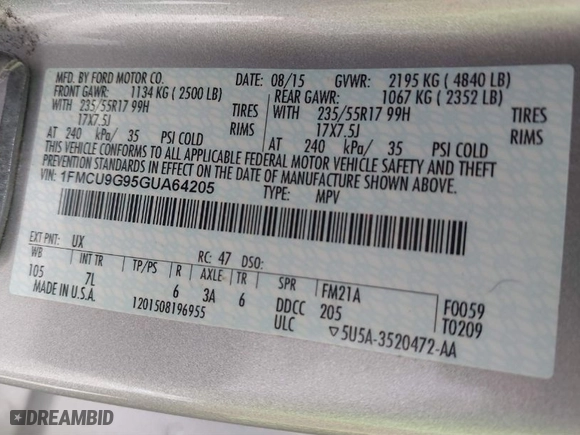 MFD. BY FORD MOTOR CO.
DATE: 08/15 GVWR: 2195 KG ( 4840 LB)
FRONT GAWR: 1134 KG ( 2500 LB)
REAR GAWR: 1067 KG ( 2352 LB)
WITH 235/55R17 99H TIRES
WITH 235/55R17 99H TIRES
17X7.5J RIMS
17X7.5J RIMS
AT 240 kPa/ 35 PSI COLD
AT 240 kPa/ 35 PSI COLD
THIS VEHICLE CONFORMS TO ALL APPLICABLE FEDERAL MOTOR VEHICLE SAFETY AND THEFT
PREVENTION STANDARDS IN EFFECT ON THE DATE OF MANUFACTURE SHOWN ABOVE.
VIN: 1FMCU9G95GUA64205
TYPE: MPV
EXT PNT: UX RC: 47 DSO:
WB INT TR TP/PS R AXLE TR SPR
105 7L 6 3A 6 DDCC
MADE IN U.S.A. ULC
FM21A
205
F0059
T0209
1201508196955
▽5U5A-3520472-AA
DREAMBID